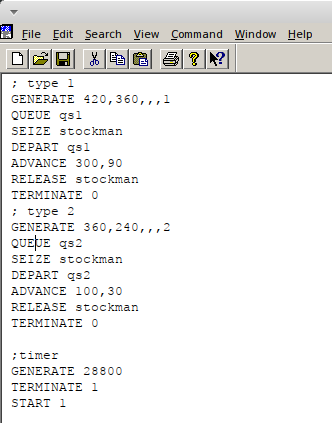 File Edit Search View Command Window Help
; type 1
GENERATE 420,360,,,1
QUEUE qs1
SEIZE stockman
DEPART qs1
ADVANCE 300,90
RELEASE stockman
TERMINATE 0
; type 2
GENERATE 360,240,,,2
QUEUE qs2
SEIZE stockman
DEPART qs2
ADVANCE 100,30
RELEASE stockman
TERMINATE 0
;timer
GENERATE 28800
TERMINATE 1
START 1